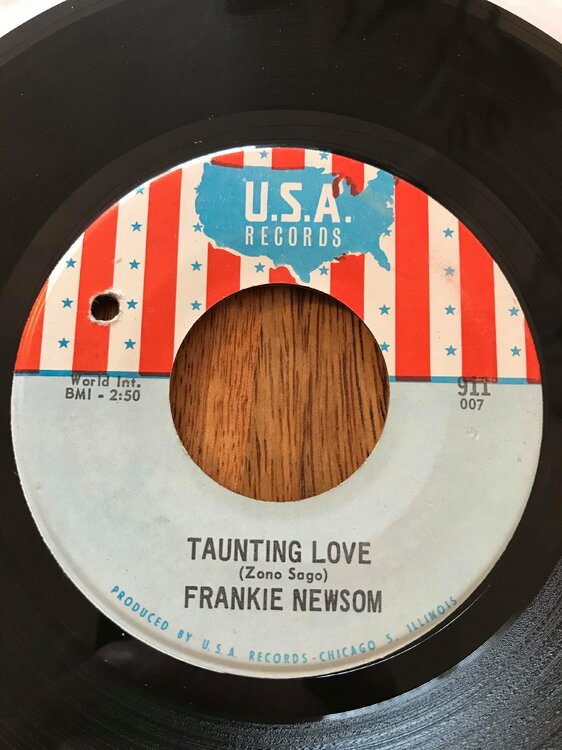 U.S.A.
RECORDS
World Int.
BMI - 2:50
911
007
TAUNTING LOVE
(Zono Sago)
FRANKIE NEWSOM
PRODUCED BY U.S.A. RECORDS - CHICAGO 5, ILLINOIS